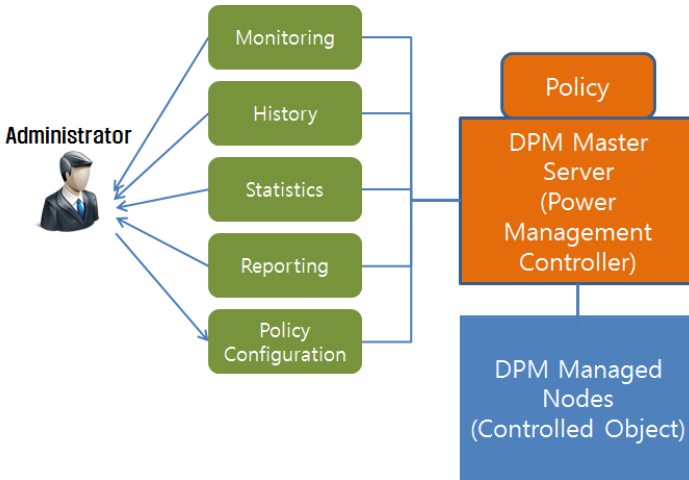 Administrator
Monitoring
History
Statistics
Reporting
Policy
Configuration
Policy
DPM Master
Server
(Power
Management
Controller)
DPM Managed
Nodes
(Controlled Object)